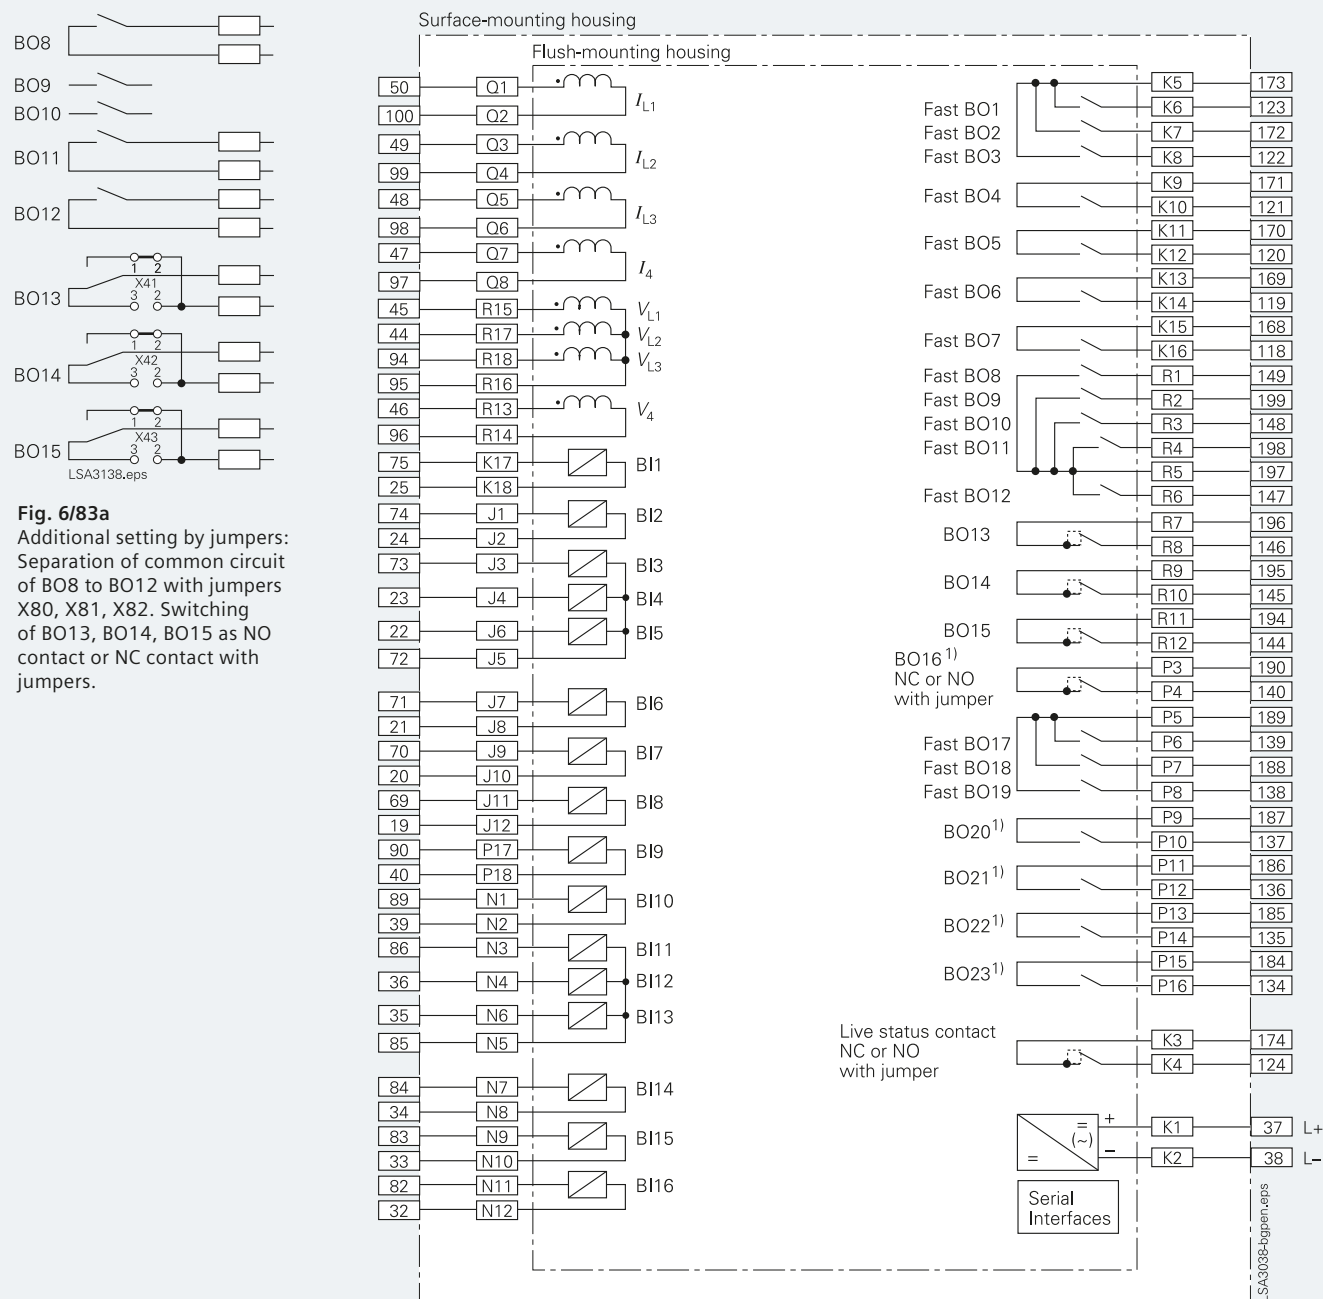 BO8
BO9
BO10
BO11
BO12
1 2
X41
BO13
3 2
1 2
X42
BO14
3 2
1 2
X43
BO15
3 2
LSA3138.eps
Fig. 6/83a
Additional setting by jumpers:
Separation of common circuit
of BO8 to BO12 with jumpers
X80, X81, X82. Switching
of BO13, BO14, BO15 as NO
contact or NC contact with
jumpers.
Surface-mounting housing
Flush-mounting housing
50 Q1
IL1
100 Q2
49 Q3
IL2
99 Q4
48 Q5
IL3
98 Q6
47 Q7
I4
97 Q8
45 R15 VL1
44 R17 VL2
94 R18 VL3
95 R16
46 R13 V4
96 R14
75 K17 BI1
25 K18
74 J1 BI2
24 J2
73 J3 BI3
23 J4 BI4
22 J6 BI5
72 J5
71 J7 BI6
21 J8
70 J9 BI7
20 J10
69 J11 BI8
19 J12
90 P17 BI9
40 P18
89 N1 BI10
39 N2
86 N3 BI11
36 N4 BI12
35 N6 BI13
85 N5
84 N7 BI14
34 N8
83 N9 BI15
33 N10
82 N11 BI16
32 N12
K5 173
Fast BO1 K6 123
Fast BO2 K7 172
Fast BO3 K8 122
K9 171
Fast BO4
K10 121
K11 170
Fast BO5
K12 120
K13 169
Fast BO6
K14 119
K15 168
Fast BO7
K16 118
Fast BO8 R1 149
Fast BO9 R2 199
Fast BO10 R3 148
Fast BO11 R4 198
R5 197
Fast BO12 R6 147
R7 196
BO13
R8 146
R9 195
BO14
R10 145
R11 194
BO15
R12 144
BO16 1) P3 190
NC or NO
with jumper P4 140
P5 189
Fast BO17 P6 139
Fast BO18 P7 188
Fast BO19 P8 138
P9 187
BO20 1)
P10 137
P11 186
BO21 1)
P12 136
P13 185
BO22 1)
P14 135
P15 184
BO23 1)
P16 134
Live status contact
NC or NO
with jumper
K3 174
K4 124
= (~) =
+ K1 37 L+
– K2 38 L–
Serial
Interfaces
LSA3038-bgpen.eps